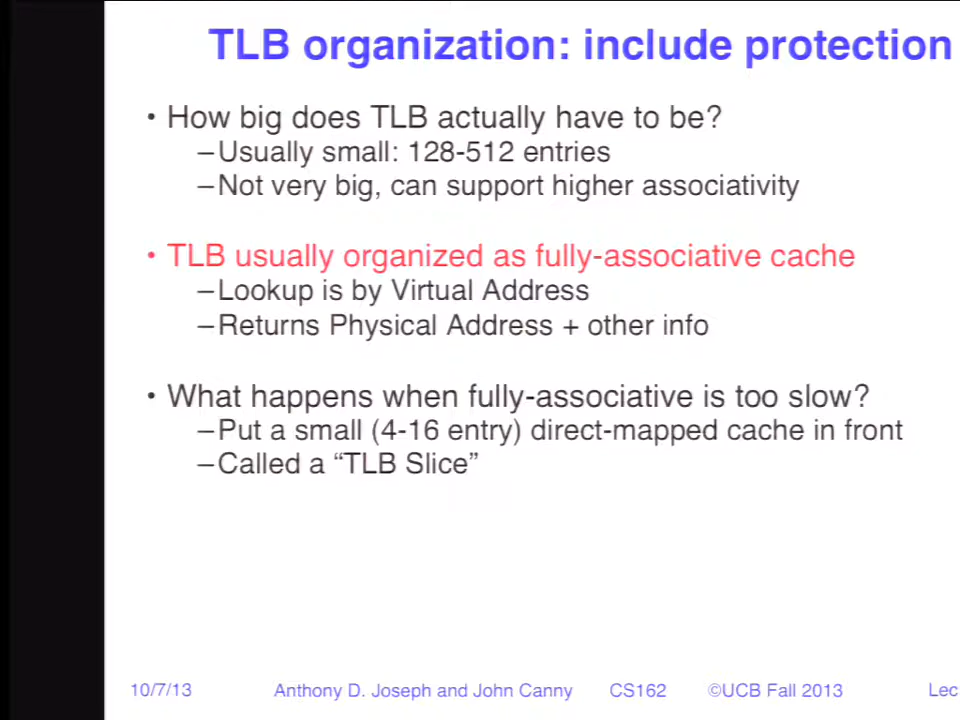 TLB organization: include protection
• How big does TLB actually have to be?
–Usually small: 128-512 entries
–Not very big, can support higher associativity
• TLB usually organized as fully-associative cache
–Lookup is by Virtual Address
–Returns Physical Address + other info
• What happens when fully-associative is too slow?
–Put a small (4-16 entry) direct-mapped cache in front
–Called a “TLB Slice”
10/7/13 Anthony D. Joseph and John Canny CS162 ©UCB Fall 2013 Lec